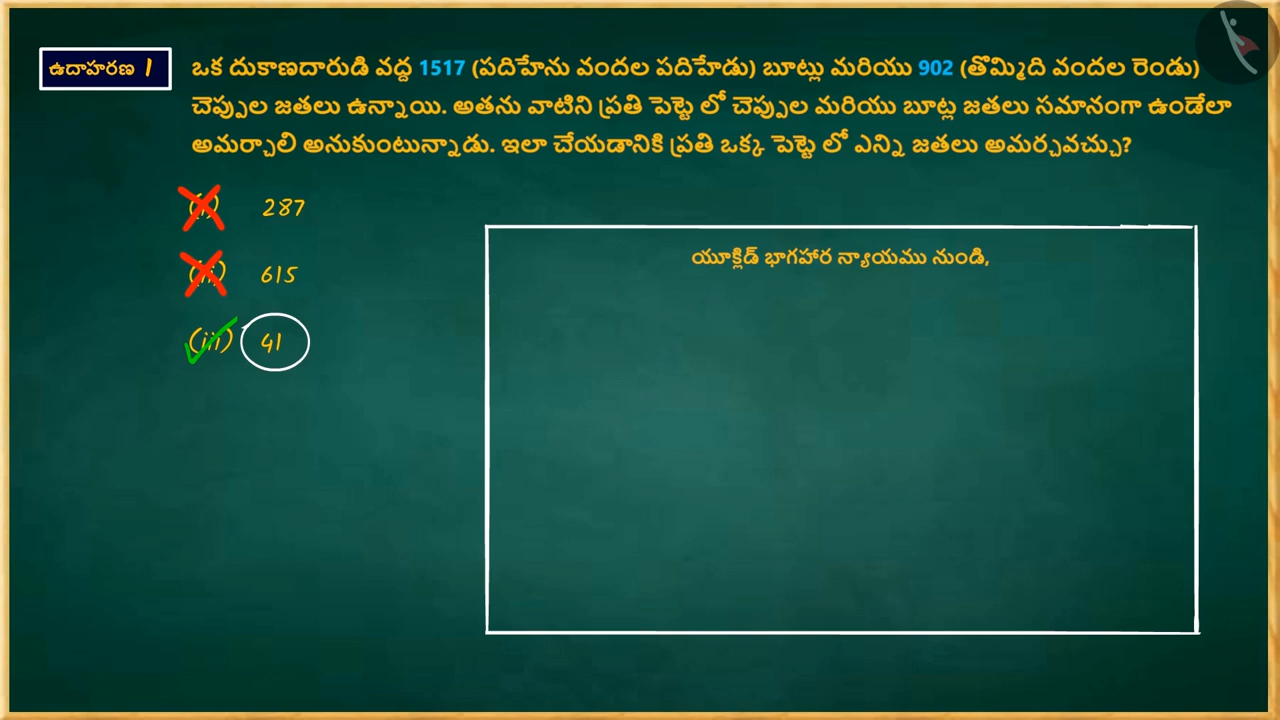 ఉదాహరణ 1
ఒక దుకాణదారుడి వద్ద 1517 (పదిహేను వందల పదిహేడు) బూట్లు మరియు 902 (తొమ్మిది వందల రెండు)
చెప్పుల జతలు ఉన్నాయి. అతను వాటిని ప్రతి పెట్టె లో చెప్పుల మరియు బూట్ల జతలు సమానంగా ఉండేలా
అమర్చాలి అనుకుంటున్నాడు. ఇలా చేయడానికి ప్రతి ఒక్క పెట్టె లో ఎన్ని జతలు అమర్చవచ్చు?
(i) 287
(ii) 615
(iii) 41
యూక్లిడ్ భాగహార న్యాయము నుండి,